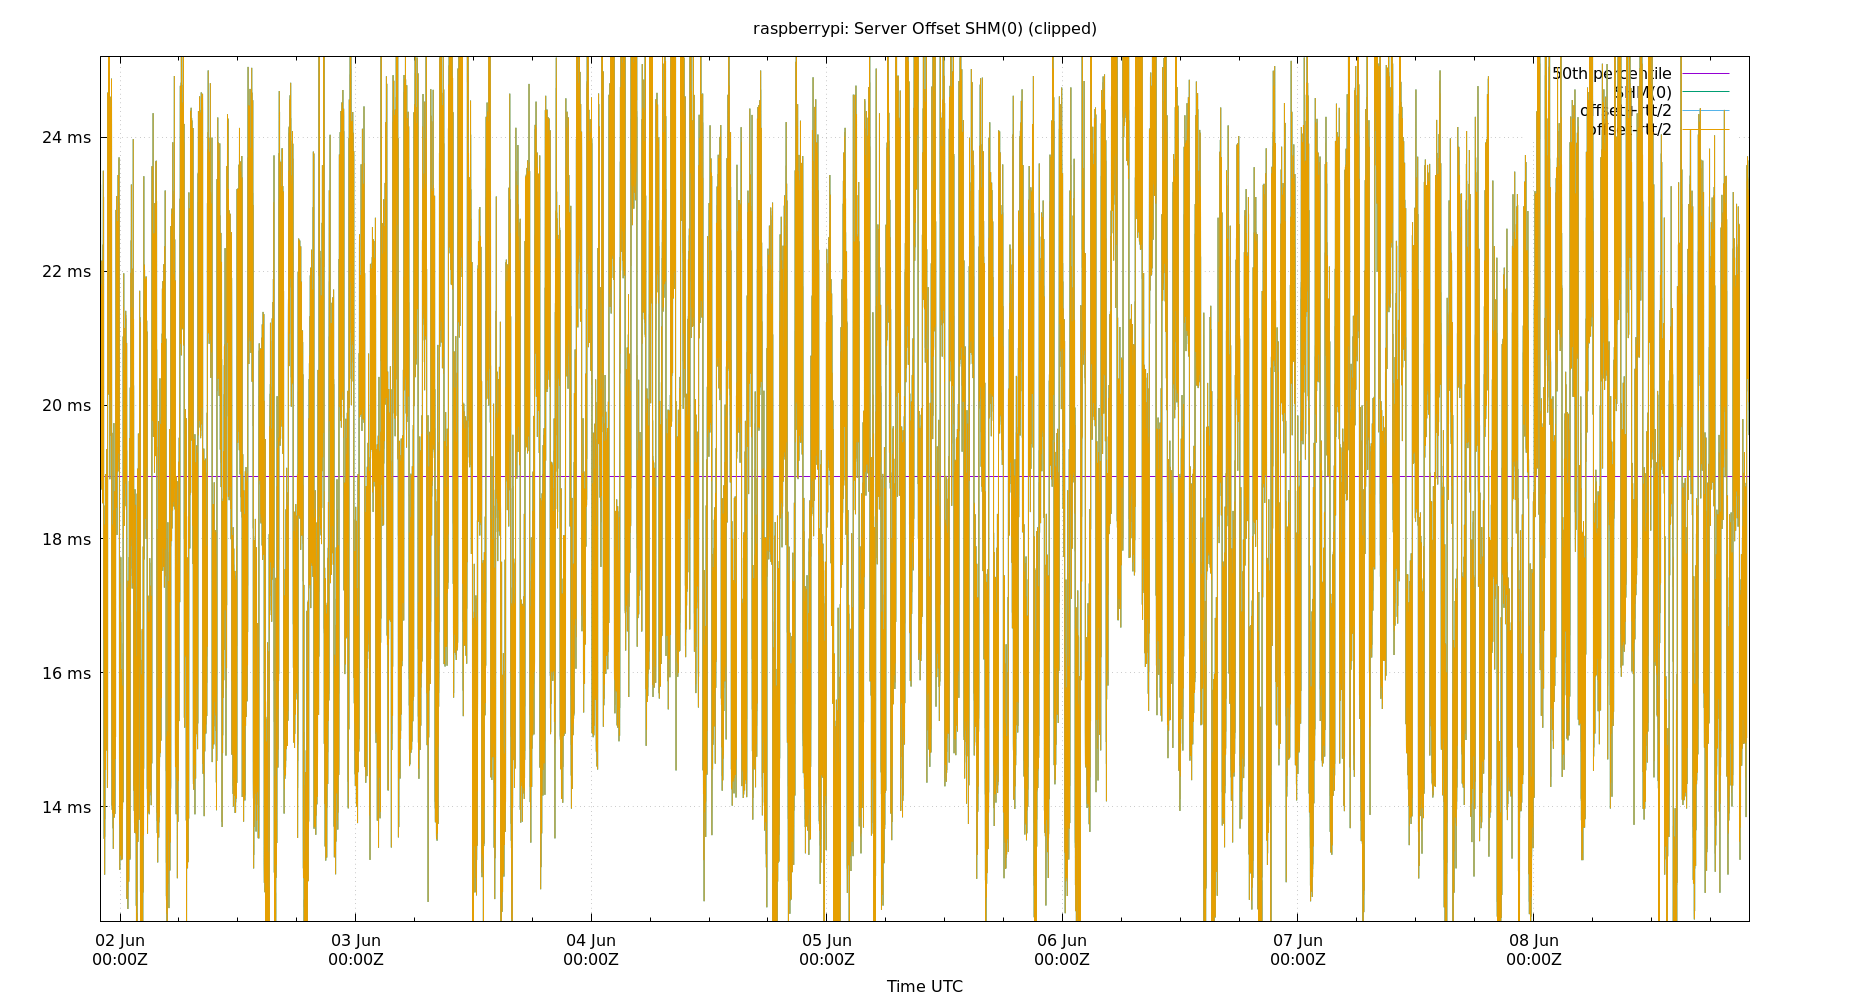 raspberrypi: Server Offset SHM(0) (clipped)
50th percentile
SHM(0)
offset+rtt/2
offset-rtt/2
24 ms
22 ms
20 ms
18 ms
16 ms
14 ms
02 Jun 03 Jun 04 Jun 05 Jun 06 Jun 07 Jun 08 Jun
00:00Z 00:00Z 00:00Z 00:00Z 00:00Z 00:00Z 00:00Z
Time UTC